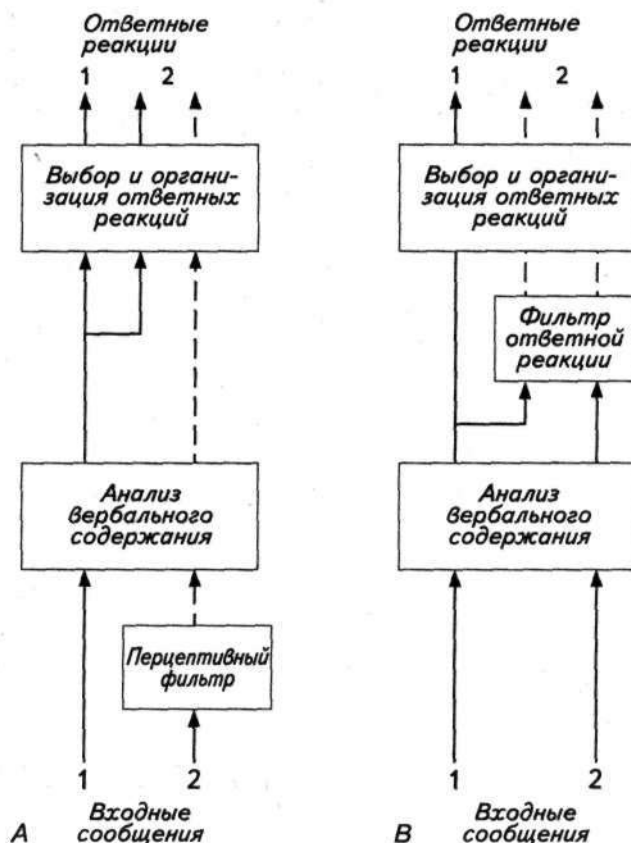 Ответные
реакции
1 2
Выбор и органи-
зация ответных
реакций
Анализ
вербального
содержания
Перцептивный
фильтр
1 2
Входные
сообщения
А
Ответные
реакции
1 2
Выбор и органи-
зация ответных
реакций
Фильтр
ответной
реакции
Анализ
вербального
содержания
1 2
Входные
сообщения
В